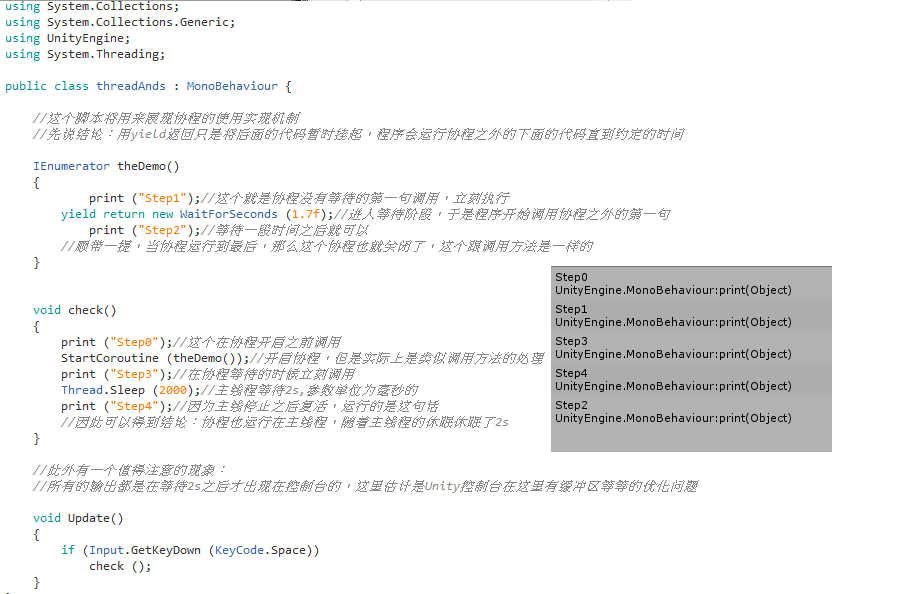 using System.Collections;
using System.Collections.Generic;
using UnityEngine;
using System.Threading;
public class threadAnds : MonoBehaviour {
//这个脚本将用来展现协程的使用实现机制
//先说结论：用yield返回只是将后面的代码暂时挂起，程序会运行协程之外的下面的代码直到约定的时间
IEnumerator theDemo()
{
print ("Step1");//这个就是协程没有等待的第一句调用，立刻执行
yield return new WaitForSeconds (1.7f);//进入等待阶段，于是程序开始调用协程之外的第一句
print ("Step2");//等待一段时间之后就可以
//顺带一提，当协程运行到最后，那么这个协程也就关闭了，这个跟调用方法是一样的
}
void check()
{
print ("Step0");//这个在协程开启之前调用
StartCoroutine (theDemo());//开启协程，但是实际上是类似调用方法的处理
print ("Step3");//在协程等待的时候立刻调用
Thread.Sleep (2000);//主线程等待2s,参数单位为毫秒的
print ("Step4");//因为主线停止之后复活，运行的是这句话
//因此可以得到结论：协程也运行在主线程，随着主线程的休眠休眠了2s
}
//此外有一个值得注意的现象：
//所有的输出都是在等待2s之后才出现在控制台的，这里估计是Unity控制台在这里有缓冲区等等的优化问题
void Update()
{
if (Input.GetKeyDown (KeyCode.Space))
check ();
}
Step0
UnityEngine.MonoBehaviour:print(Object)
Step1
UnityEngine.MonoBehaviour:print(Object)
Step3
UnityEngine.MonoBehaviour:print(Object)
Step4
UnityEngine.MonoBehaviour:print(Object)
Step2
UnityEngine.MonoBehaviour:print(Object)